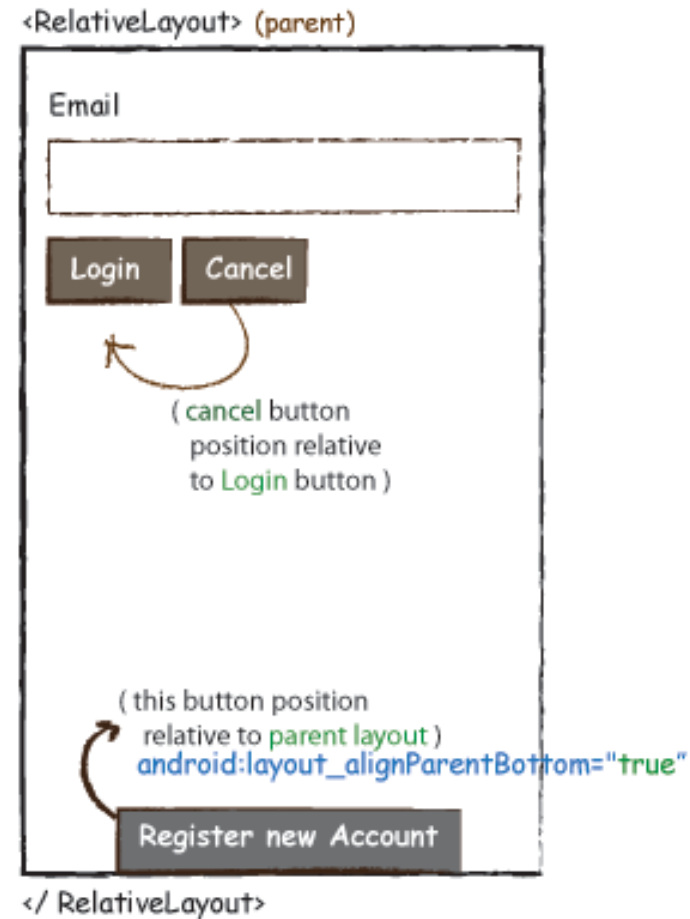 <RelativeLayout> (parent)
Email
Login Cancel
( cancel button
position relative
to Login button )
( this button position
relative to parent layout )
android:layout_alignParentBottom="true"
Register new Account
</ RelativeLayout>